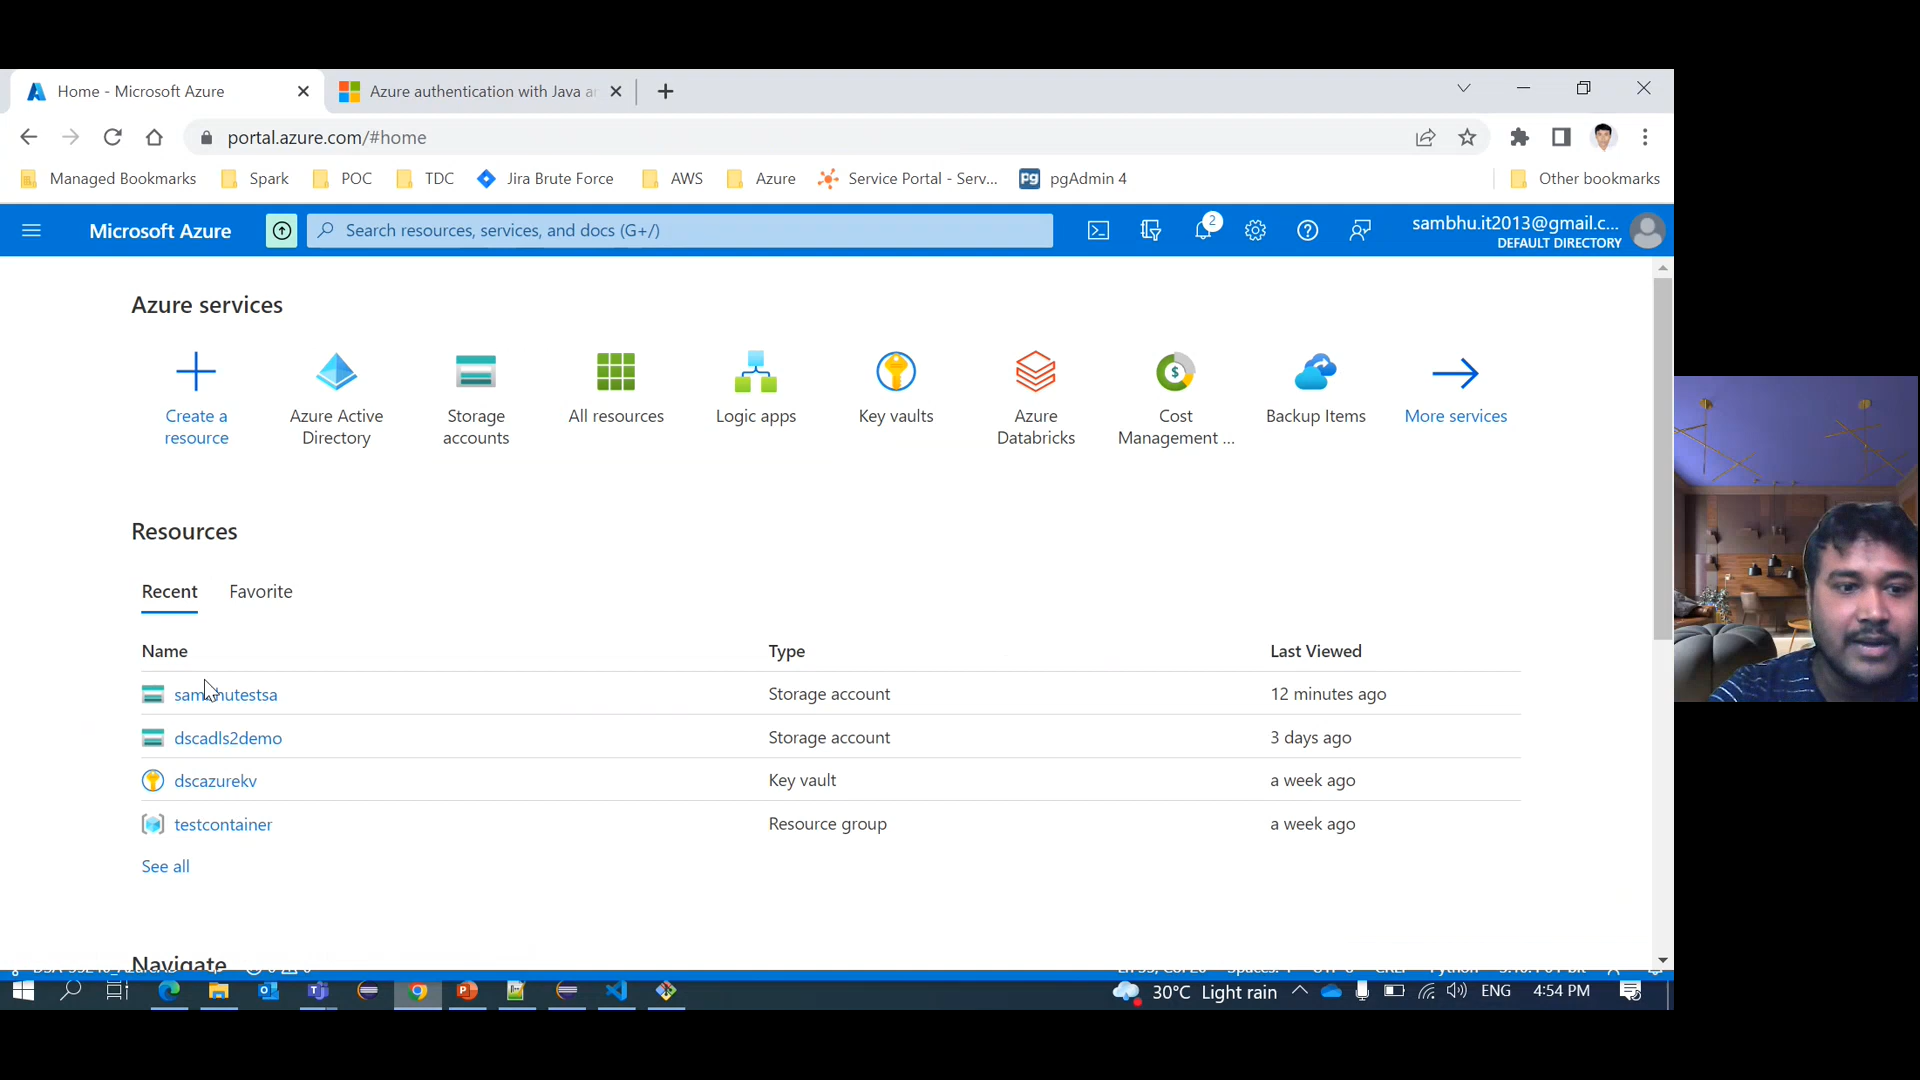 Home - Microsoft Azure
Azure authentication with Java a
portal.azure.com/#home
Managed Bookmarks Spark POC TDC Jira Brute Force AWS Azure Service Portal - Serv... pgAdmin 4 Other bookmarks
Microsoft Azure
Search resources, services, and docs (G+/)
2
sambhu.it2013@gmail.c...
DEFAULT DIRECTORY
Azure services
Create a resource
Azure Active Directory
Storage accounts
All resources
Logic apps
Key vaults
Azure Databricks
Cost Management ...
Backup Items
More services
Resources
Recent Favorite
Name Type Last Viewed
Storage account 12 minutes ago
dscadls2demo Storage account 3 days ago
dscazurekv Key vault a week ago
testcontainer Resource group a week ago
See all
Navigate
30°C Light rain ENG 4:54 PM